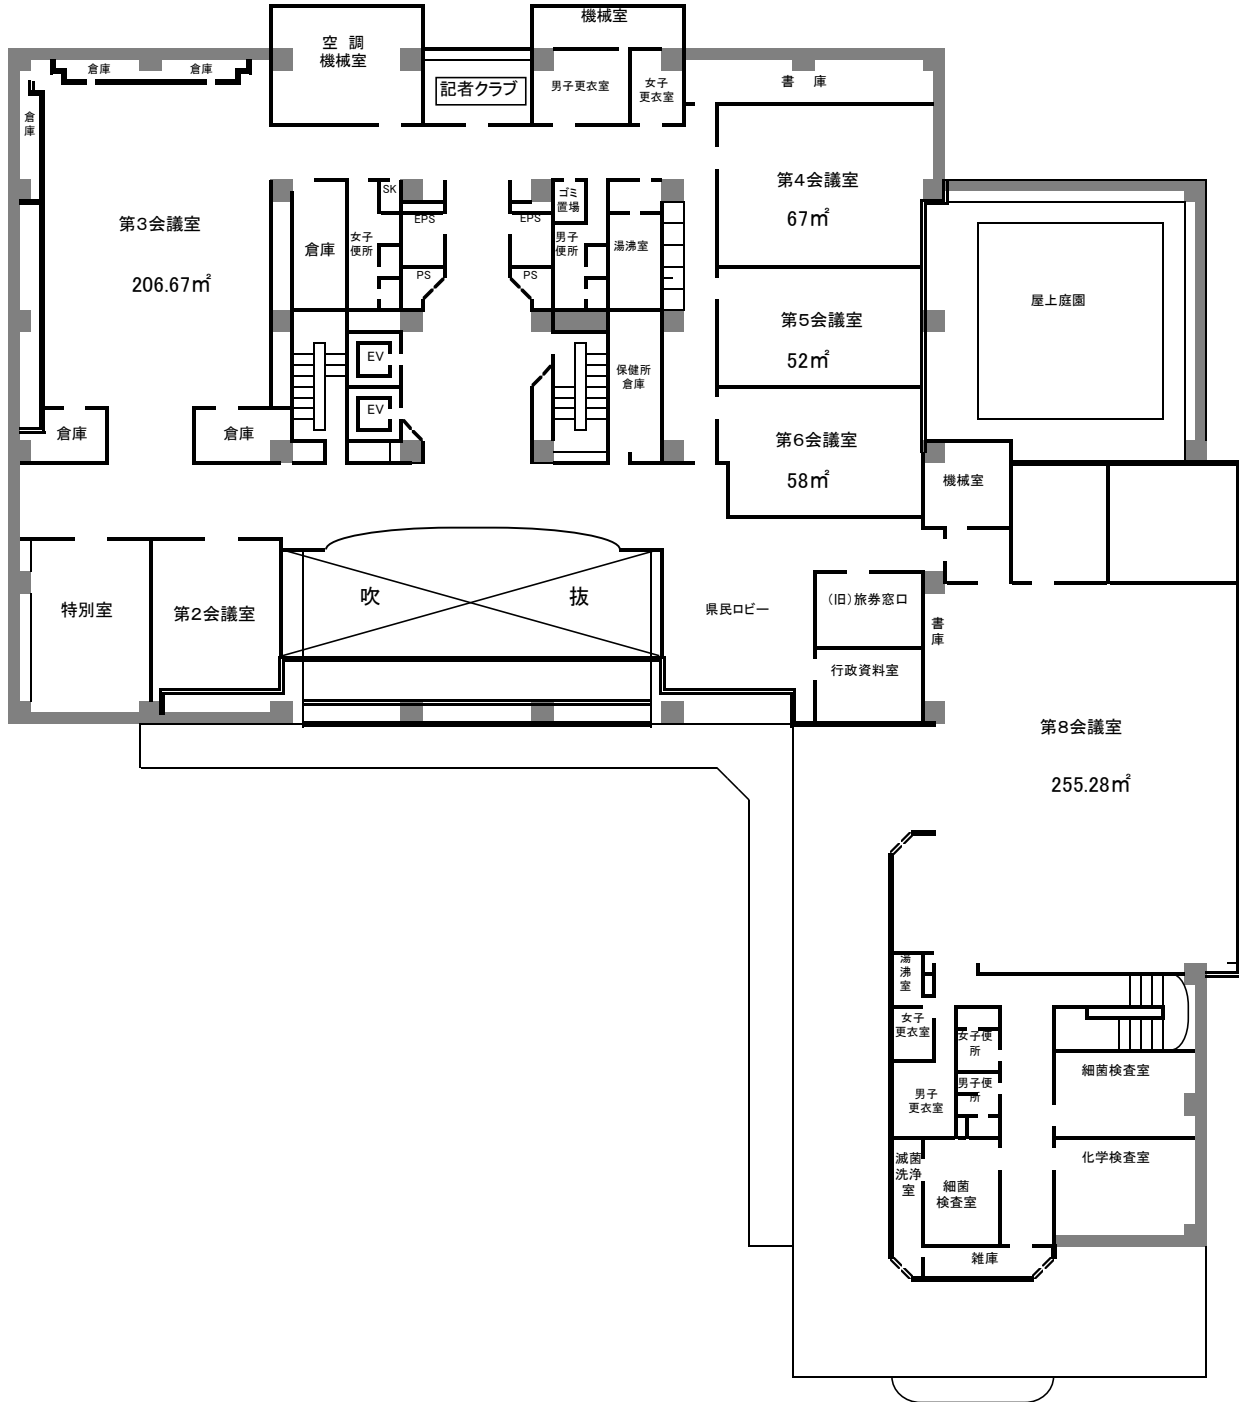 機械室
空 調
機械室
倉庫
倉庫
記者クラブ
男子更衣室
女子
更衣室
書 庫
倉
庫
第3会議室
206.67㎡
倉庫
女子
便所
SK
EPS
PS
EPS
PS
ゴミ
置場
男子
便所
湯沸室
第4会議室
67㎡
第5会議室
52㎡
屋上庭園
EV
EV
保健所
倉庫
倉庫
倉庫
第6会議室
58㎡
機械室
特別室
第2会議室
吹 抜
県民ロビー
(旧)旅券窓口
書
庫
行政資料室
第8会議室
255.28㎡
湯
沸
室
女子
更衣室
女子便
所
男子便
所
男子
更衣室
細菌検査室
化学検査室
滅菌
洗浄
室
細菌
検査室
雑庫